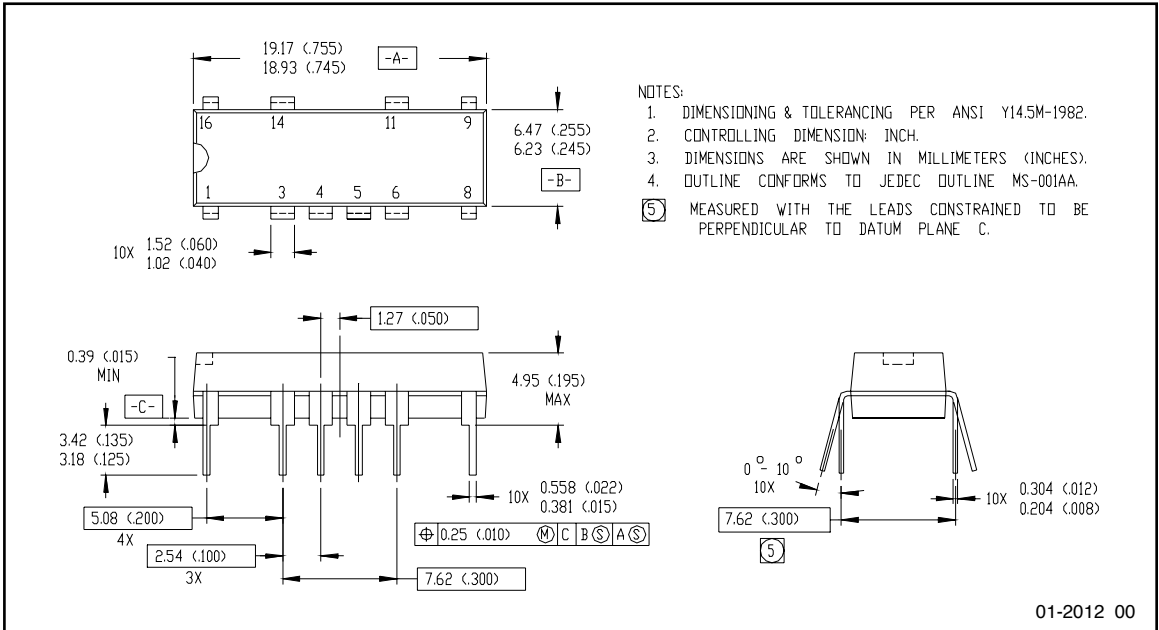 19.17 (.755)
18.93 (.745)
-A-
16 14 11 9
1 3 4 5 6 8
6.47 (.255)
6.23 (.245)
-B-
10X 1.52 (.060)
1.02 (.040)
NOTES:
1. DIMENSIONING & TOLERANCING PER ANSI Y14.5M-1982.
2. CONTROLLING DIMENSION: INCH.
3. DIMENSIONS ARE SHOWN IN MILLIMETERS (INCHES).
4. OUTLINE CONFORMS TO JEDEC OUTLINE MS-001AA.
5 MEASURED WITH THE LEADS CONSTRAINED TO BE
PERPENDICULAR TO DATUM PLANE C.
1.27 (.050)
0.39 (.015)
MIN
-C-
3.42 (.135)
3.18 (.125)
4.95 (.195)
MAX
5.08 (.200)
4X
2.54 (.100)
3X
7.62 (.300)
10X 0.558 (.022)
0.381 (.015)
⌖ 0.25 (.010) Ⓜ C B Ⓢ A Ⓢ
0° - 10°
10X
7.62 (.300)
5
10X 0.304 (.012)
0.204 (.008)
01-2012 00